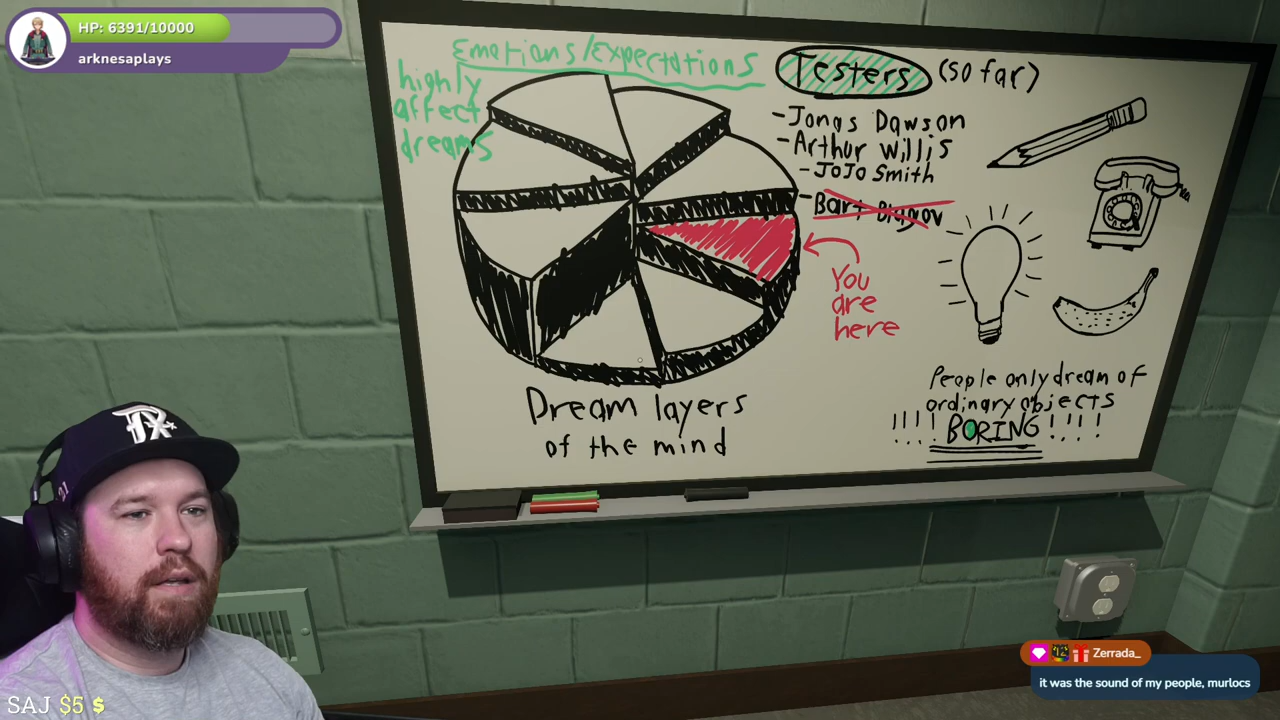 HP: 6391/10000
arknesaplays
Emotions/Expectations
highly
affect
dreams
Testers (so far)
- Jonas Dawson
- Arthur Willis
- JoJo Smith
You
are
here
People only dream of
ordinary objects
!!!! BORING !!!!
Dream layers
of the mind
Zerrada_
it was the sound of my people, murlocs
SAJ $5 $